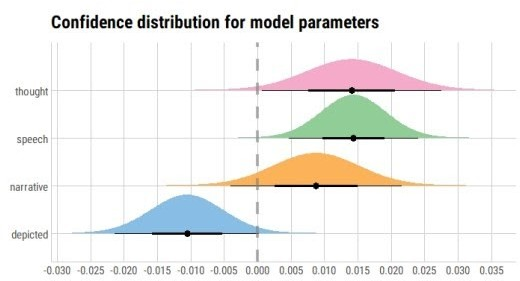 Confidence distribution for model parameters
thought
speech
narrative
depicted
-0.030 -0.025 -0.020 -0.015 -0.010 -0.005 0.000 0.005 0.010 0.015 0.020 0.025 0.030 0.035